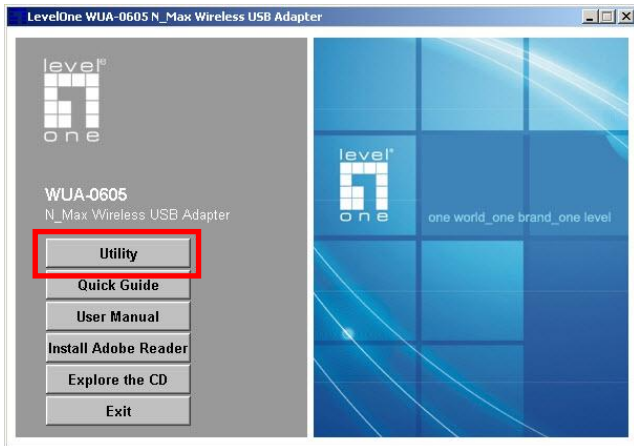 LevelOne WUA-0605 N_Max Wireless USB Adapter
level®
one
WUA-0605
N_Max Wireless USB Adapter
Utility
Quick Guide
User Manual
Install Adobe Reader
Explore the CD
Exit
level®
one
one world_one brand_one level